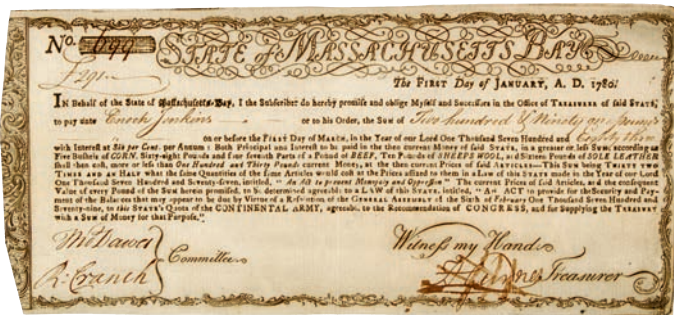 No. 699 STATE of MASSACHUSETTS BAY
£291
The FIRST Day of JANUARY, A. D. 1780.
IN Behalf of the State of Massachusetts-Bay, I the Subscriber do hereby promise and oblige Myself and Successors in the Office of TREASURER of said STATE,
to pay unto Enoch Jenkins or to his Order, the Sum of Two hundred & Ninety one Pounds
on or before the FIRST Day of MARCH, in the Year of our Lord One Thousand Seven Hundred and Eighty three
with Interest at Six per Cent. per Annum: Both Principal and Interest to be paid in the then current Money of said STATE, in a greater or less SUM, according as
Five Bushels of CORN, Sixty-eight Pounds and four seventh Parts of a Pound of BEEF, Ten Pounds of SHEEPS WOOL, and Sixteen Pounds of SOLE LEATHER
shall then cost, more or less than One Hundred and Thirty Pounds current Money, at the then current Prices of said ARTICLES—This SUM being THIRTY TWO
TIMES AND AN HALF what the same Quantities of the same Articles would cost at the Prices affixed to them in a LAW of this STATE made in the Year of our Lord
One Thousand Seven Hundred and Seventy-seven, intitled, "An Act to prevent Monopoly and Oppression" The current Prices of said Articles, and the consequent
Value of every Pound of the Sum herein promised, to be determined agreeable to a LAW of this STATE, intitled, "An ACT to provide for the Security and Pay-
ment of the Balances that may appear to be due by Virtue of a Resolution of the GENERAL ASSEMBLY of the Sixth of February One Thousand Seven Hundred and
Seventy-nine, to this STATE's Quota of the CONTINENTAL ARMY, agreeable to the Recommendation of CONGRESS, and for Supplying the TREASURY
with a SUM of Money for that Purpose."
Witness my Hand
R: Cranch Committee
Treasurer